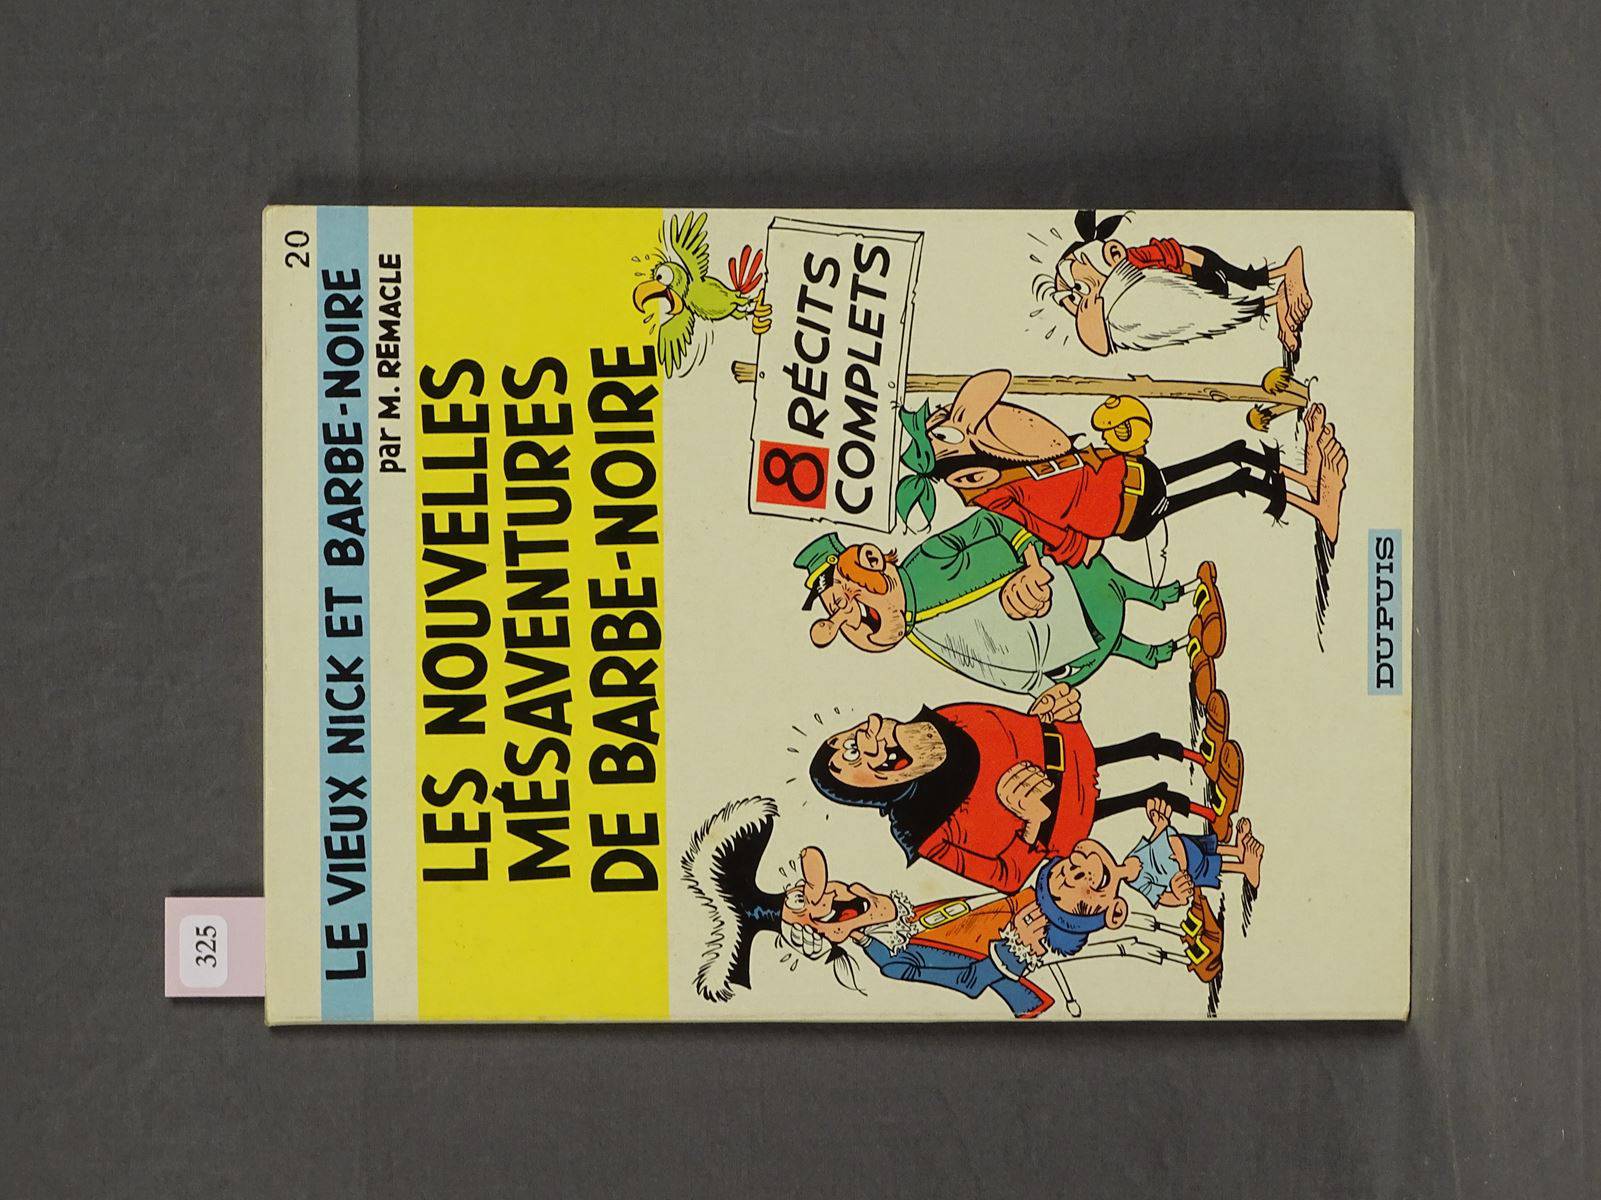 20
LE VIEUX NICK ET BARBE-NOIRE
par M. REMACLE
LES NOUVELLES
MÉSAVENTURES
DE BARBE-NOIRE
8 RÉCITS
COMPLETS
DUPUIS
325